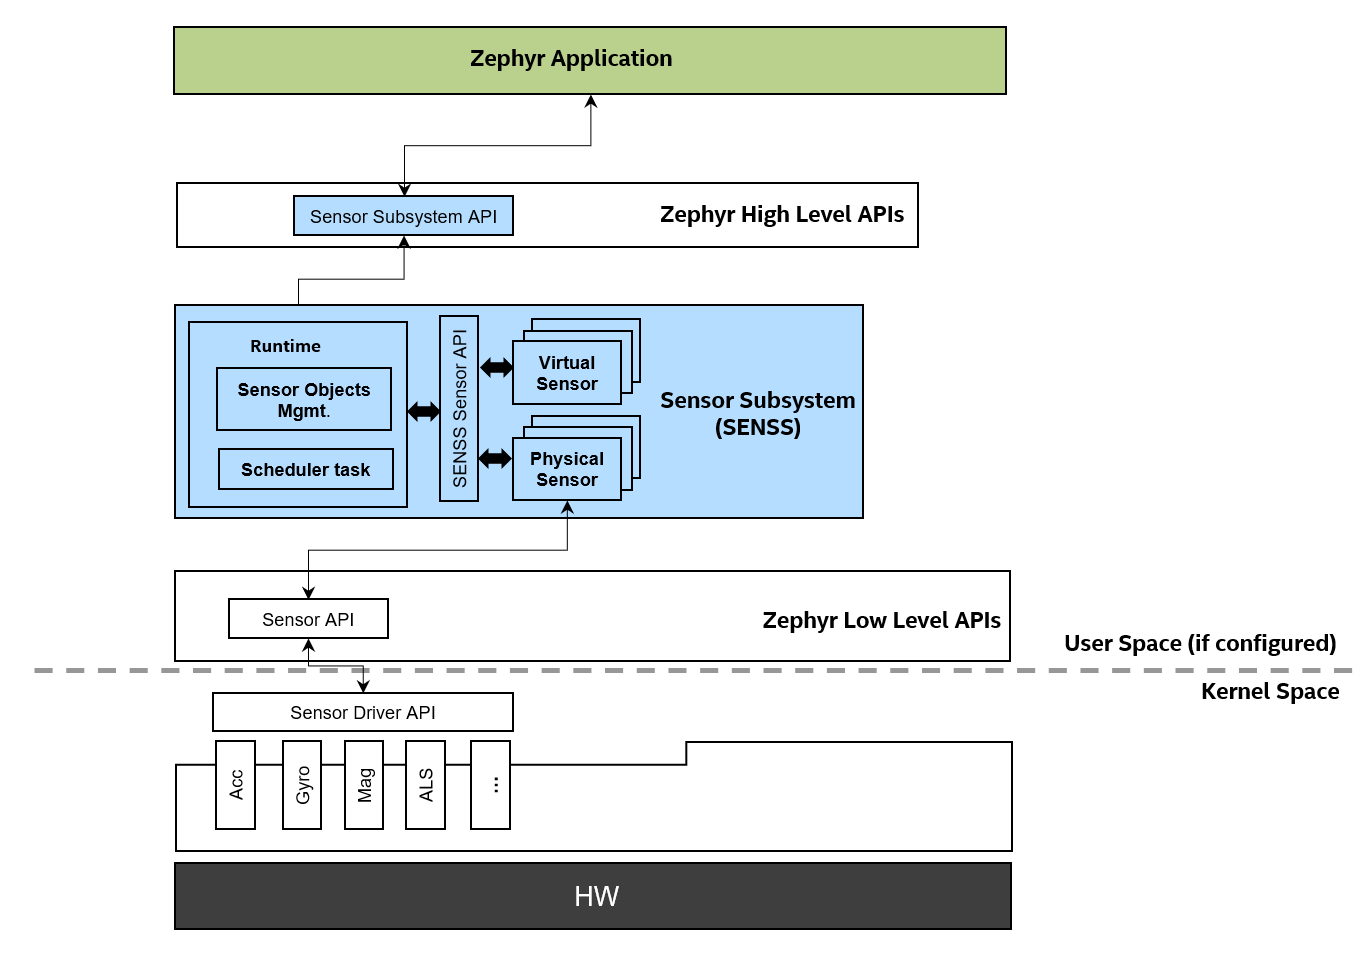 Zephyr Application
Sensor Subsystem API
Zephyr High Level APIs
Runtime
Sensor Objects
Mgmt.
Scheduler task
SENSS Sensor API
Virtual
Sensor
Physical
Sensor
Sensor Subsystem
(SENSS)
Sensor API
Zephyr Low Level APIs
User Space (if configured)
Kernel Space
Sensor Driver API
Acc
Gyro
Mag
ALS
...
HW